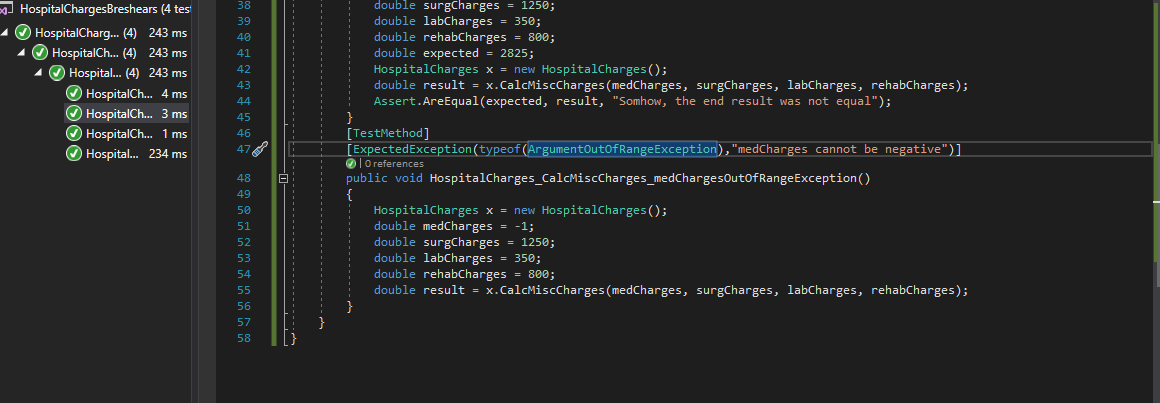 HospitalChargesBreshears (4 test
HospitalCharg... (4) 243 ms
HospitalCh... (4) 243 ms
Hospital... (4) 243 ms
HospitalCh... 4 ms
HospitalCh... 3 ms
HospitalCh... 1 ms
Hospital... 234 ms
38 double surgCharges = 1250;
39 double labCharges = 350;
40 double rehabCharges = 800;
41 double expected = 2825;
42 HospitalCharges x = new HospitalCharges();
43 double result = x.CalcMiscCharges(medCharges, surgCharges, labCharges, rehabCharges);
44 Assert.AreEqual(expected, result, "Somhow, the end result was not equal");
45 }
46 [TestMethod]
47 [ExpectedException(typeof(ArgumentOutOfRangeException),"medCharges cannot be negative")]
| 0 references
48 public void HospitalCharges_CalcMiscCharges_medChargesOutOfRangeException()
49 {
50 HospitalCharges x = new HospitalCharges();
51 double medCharges = -1;
52 double surgCharges = 1250;
53 double labCharges = 350;
54 double rehabCharges = 800;
55 double result = x.CalcMiscCharges(medCharges, surgCharges, labCharges, rehabCharges);
56 }
57 }
58 }